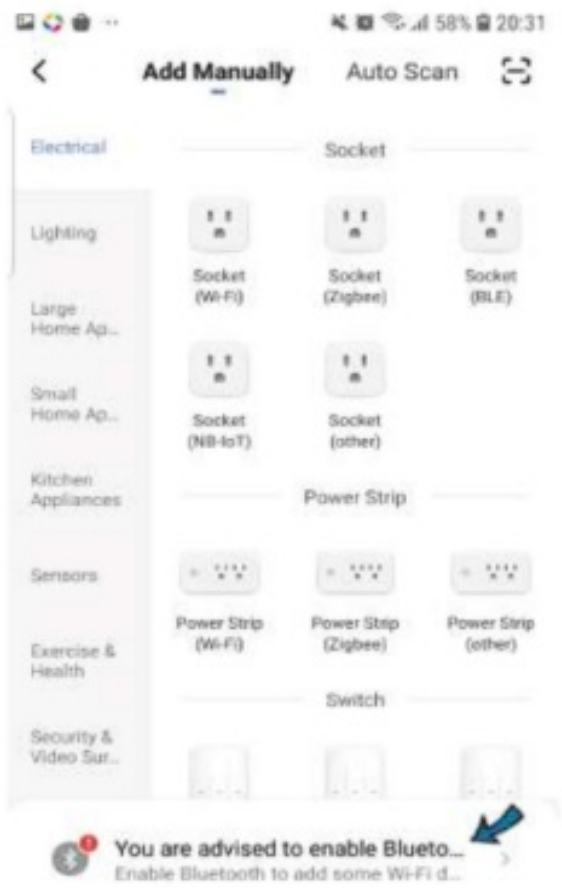 58% 20:31
Add Manually Auto Scan
Electrical
Lighting
Large
Home Ap...
Small
Home Ap...
Kitchen
Appliances
Sensors
Exercise &
Health
Security &
Video Sur...
Socket
Socket
(Wi-Fi)
Socket
(Zigbee)
Socket
(BLE)
Socket
(NB-IoT)
Socket
(other)
Power Strip
Power Strip
(Wi-Fi)
Power Strip
(Zigbee)
Power Strip
(other)
Switch
You are advised to enable Blueto...
Enable Bluetooth to add some Wi-Fi d...